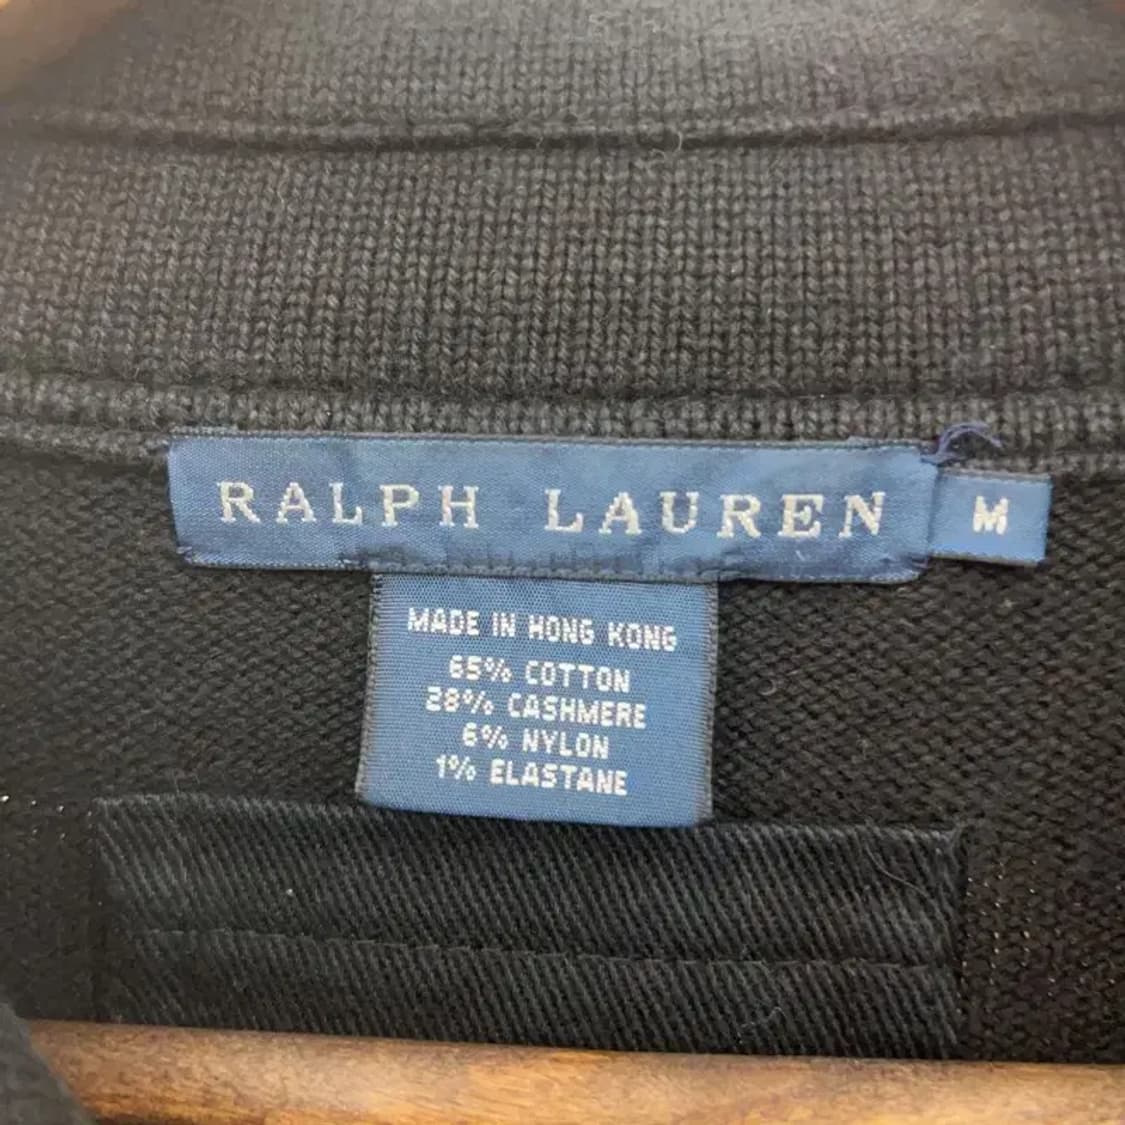 RALPH LAUREN M
MADE IN HONG KONG
65% COTTON
28% CASHMERE
6% NYLON
1% ELASTANE